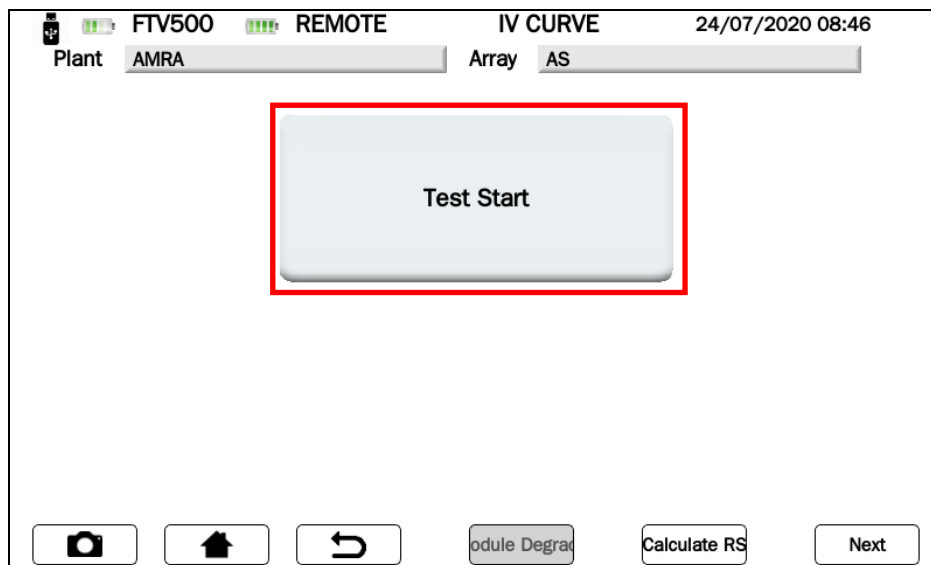 FTV500 REMOTE IV CURVE 24/07/2020 08:46
Plant AMRA Array AS
Test Start
odule Degrad Calculate RS Next